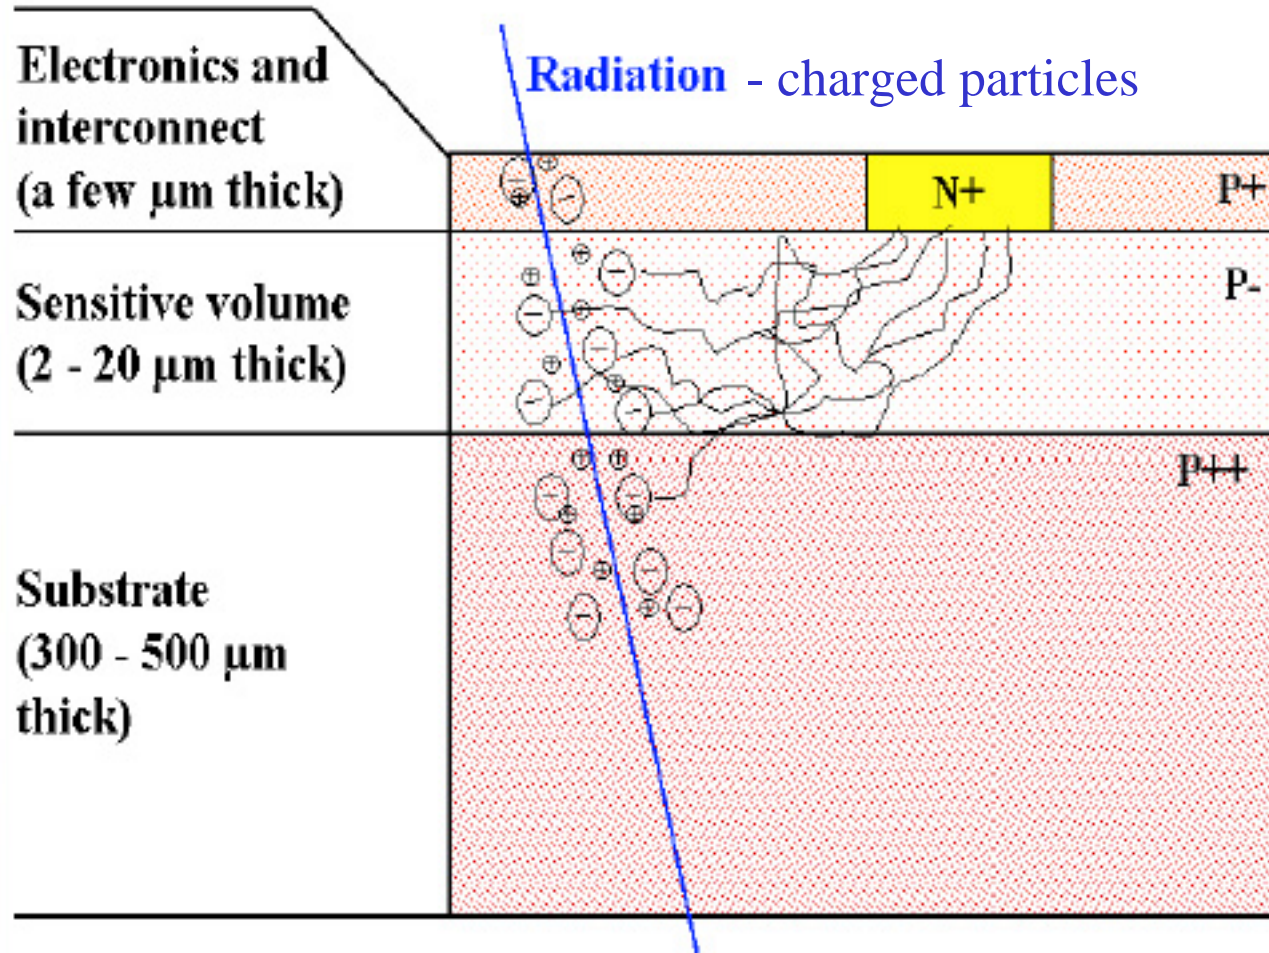 Electronics and
interconnect
(a few µm thick)
Radiation - charged particles
N+
P+
Sensitive volume
(2 - 20 µm thick)
P-
Substrate
(300 - 500 µm
thick)
P++